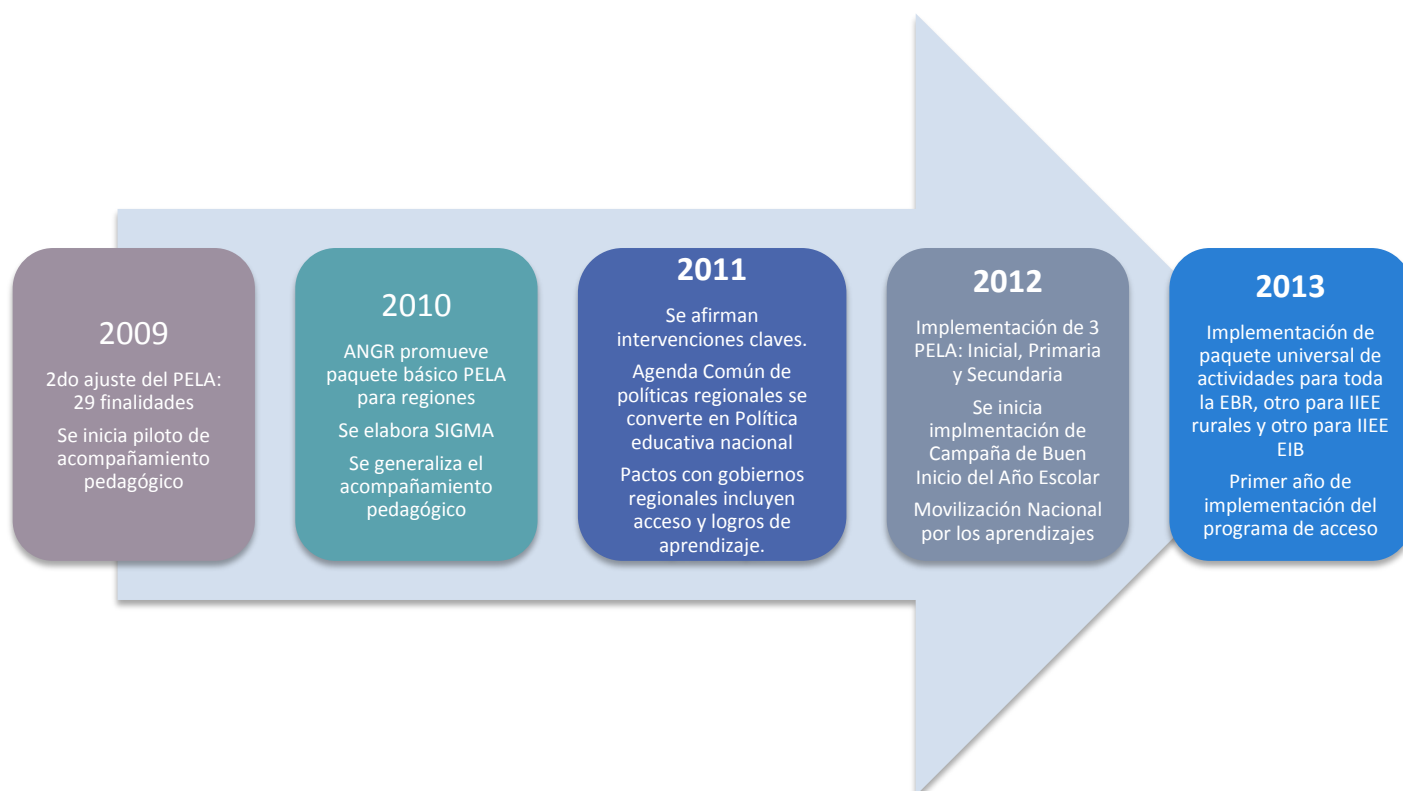 2009
2do ajuste del PELA:
29 finalidades
Se inicia piloto de
acompañamiento
pedagógico
2010
ANGR promueve
paquete básico PELA
para regiones
Se elabora SIGMA
Se generaliza el
acompañamiento
pedagógico
2011
Se afirman
intervenciones claves.
Agenda Común de
políticas regionales se
converte en Política
educativa nacional
Pactos con gobiernos
regionales incluyen
acceso y logros de
aprendizaje.
2012
Implementación de 3
PELA: Inicial, Primaria
y Secundaria
Se inicia
implmentación de
Campaña de Buen
Inicio del Año Escolar
Movilización Nacional
por los aprendizajes
2013
Implementación de
paquete universal de
actividades para toda
la EBR, otro para IIEE
rurales y otro para IIEE
EIB
Primer año de
implementación del
programa de acceso